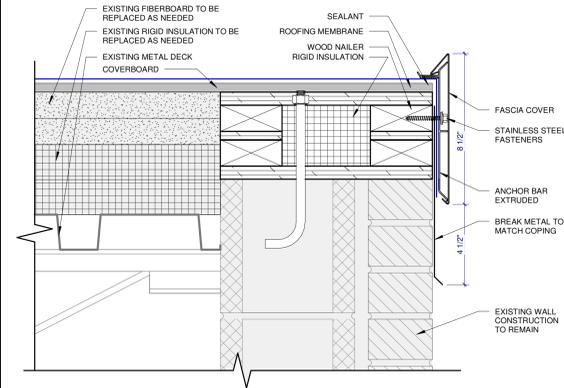 EXISTING FIBERBOARD TO BE
REPLACED AS NEEDED
EXISTING RIGID INSULATION TO BE
REPLACED AS NEEDED
EXISTING METAL DECK
COVERBOARD
SEALANT
ROOFING MEMBRANE
WOOD NAILER
RIGID INSULATION
FASCIA COVER
STAINLESS STEEL
FASTENERS
8 1/2"
ANCHOR BAR
EXTRUDED
BREAK METAL TO
MATCH COPING
4 1/2"
EXISTING WALL
CONSTRUCTION
TO REMAIN